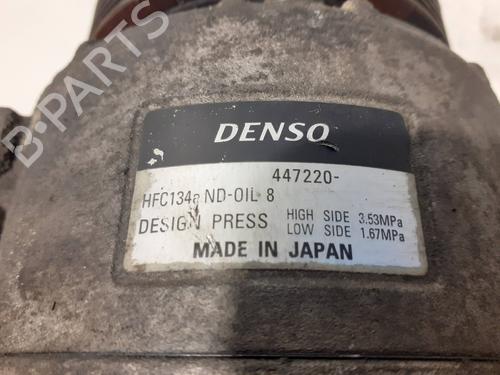 B-PARTS
DENSO
447220-
HFC134a ND-OIL 8
DESIGN PRESS HIGH SIDE 3.53MPa
LOW SIDE 1.67MPa
MADE IN JAPAN